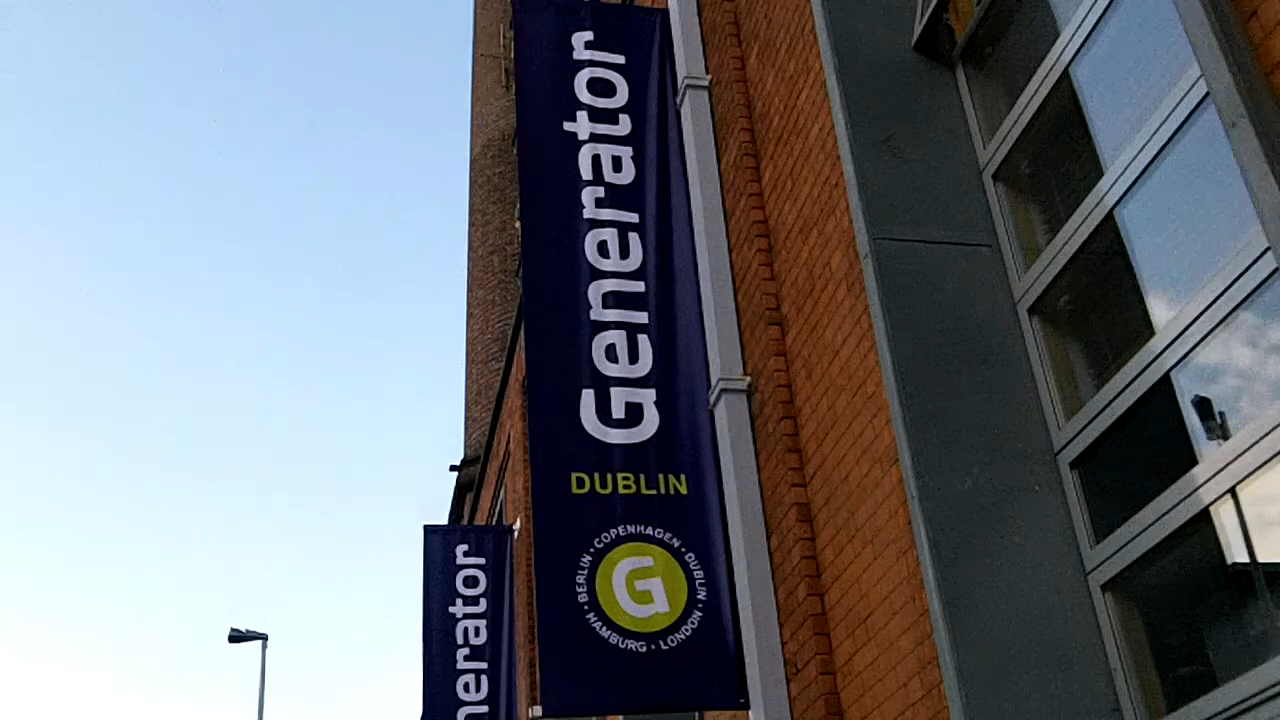 Generator
DUBLIN
BERLIN · COPENHAGEN · DUBLIN · LONDON · HAMBURG ·
G
nerator